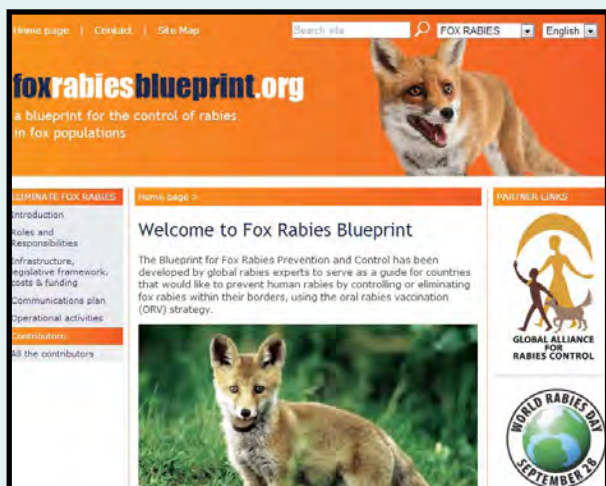 Home page | Contact | Site Map
Search site
FOX RABIES
English
foxrabiesblueprint.org
a blueprint for the control of rabies
in fox populations
ELIMINATE FOX RABIES
Introduction
Roles and
Responsibilities
Infrastructure,
legislative framework,
costs & funding
Communications plan
Operational activities
Contributors
All the contributors
Home page >
Welcome to Fox Rabies Blueprint
The Blueprint for Fox Rabies Prevention and Control has been
developed by global rabies experts to serve as a guide for countries
that would like to prevent human rabies by controlling or eliminating
fox rabies within their borders, using the oral rabies vaccination
(ORV) strategy.
PARTNER LINKS
GLOBAL ALLIANCE
FOR
RABIES CONTROL
WORLD RABIES DAY
SEPTEMBER 28